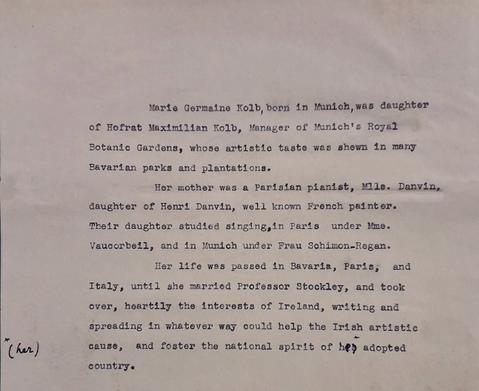 Marie Germaine Kolb, born in Munich, was daughter
of Hofrat Maximilian Kolb, Manager of Munich's Royal
Botanic Gardens, whose artistic taste was shewn in many
Bavarian parks and plantations.
Her mother was a Parisian pianist, Mlle. Danvin,
daughter of Henri Danvin, well known French painter.
Their daughter studied singing, in Paris under Mme.
Vaucorbeil, and in Munich under Frau Schimon-Regan.
Her life was passed in Bavaria, Paris, and
Italy, until she married Professor Stockley, and took
over, heartily the interests of Ireland, writing and
spreading in whatever way could help the Irish artistic
(her) cause, and foster the national spirit of her adopted
country.